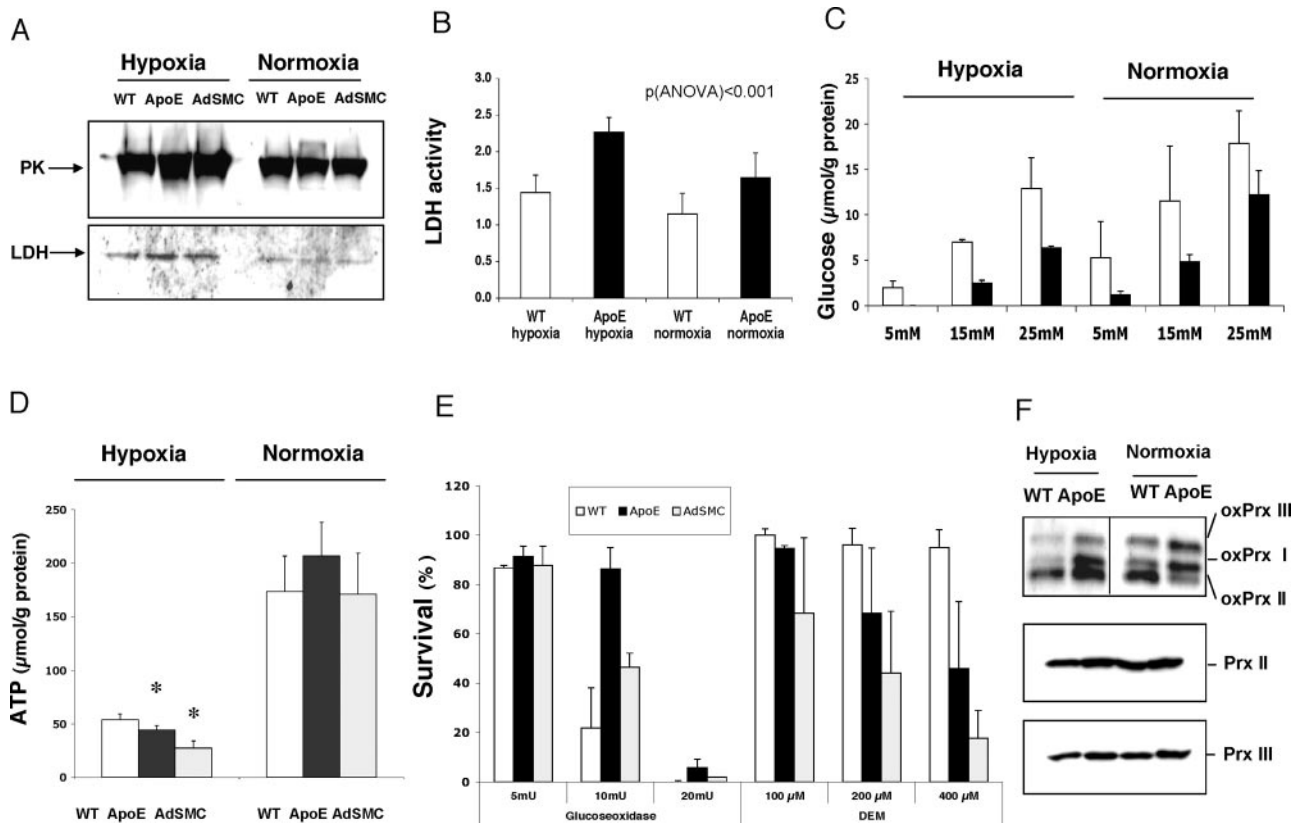 A
Hypoxia Normoxia
WT ApoE AdSMC WT ApoE AdSMC
PK
LDH
B
p(ANOVA)<0.001
LDH activity
3.0
2.5
2.0
1.5
1.0
0.5
0.0
WT hypoxia
ApoE hypoxia
WT normoxia
ApoE normoxia
C
Hypoxia Normoxia
Glucose (µmol/g protein)
25
20
15
10
5
0
5mM 15mM 25mM 5mM 15mM 25mM
D
Hypoxia Normoxia
ATP (µmol/g protein)
250
200
150
100
50
0
* *
WT ApoE AdSMC WT ApoE AdSMC
E
WT ApoE AdSMC
Survival (%)
120
100
80
60
40
20
0
5mU 10mU 20mU 100 µM 200 µM 400 µM
Glucoseoxidase DEM
F
Hypoxia Normoxia
WT ApoE WT ApoE
oxPrx III
oxPrx I
oxPrx II
Prx II
Prx III